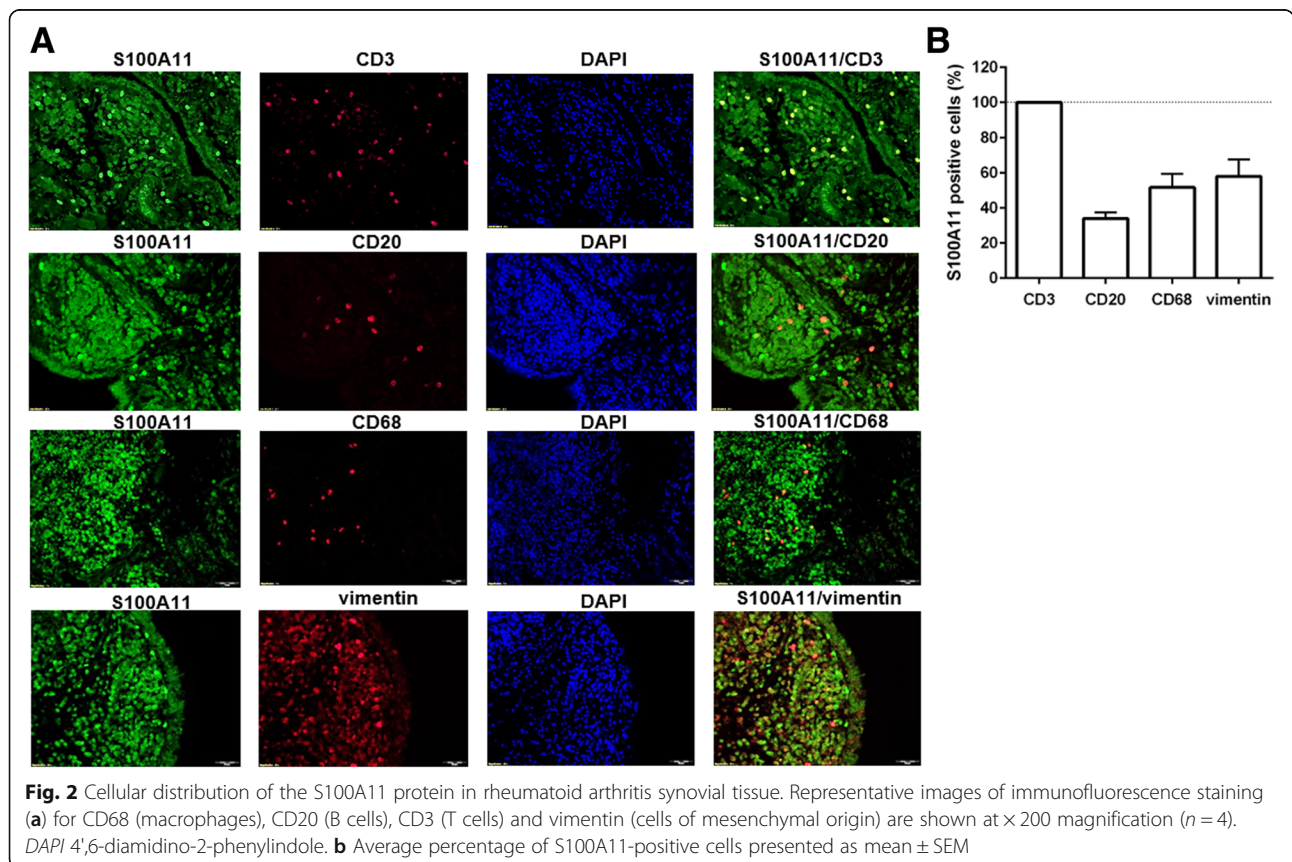 A
B
S100A11 CD3 DAPI S100A11/CD3
S100A11 CD20 DAPI S100A11/CD20
S100A11 CD68 DAPI S100A11/CD68
S100A11 vimentin DAPI S100A11/vimentin
S100A11 positive cells (%)
120
100
80
60
40
20
0
CD3 CD20 CD68 vimentin
Fig. 2 Cellular distribution of the S100A11 protein in rheumatoid arthritis synovial tissue. Representative images of immunofluorescence staining
(a) for CD68 (macrophages), CD20 (B cells), CD3 (T cells) and vimentin (cells of mesenchymal origin) are shown at × 200 magnification (n = 4).
DAPI 4',6-diamidino-2-phenylindole. b Average percentage of S100A11-positive cells presented as mean ± SEM